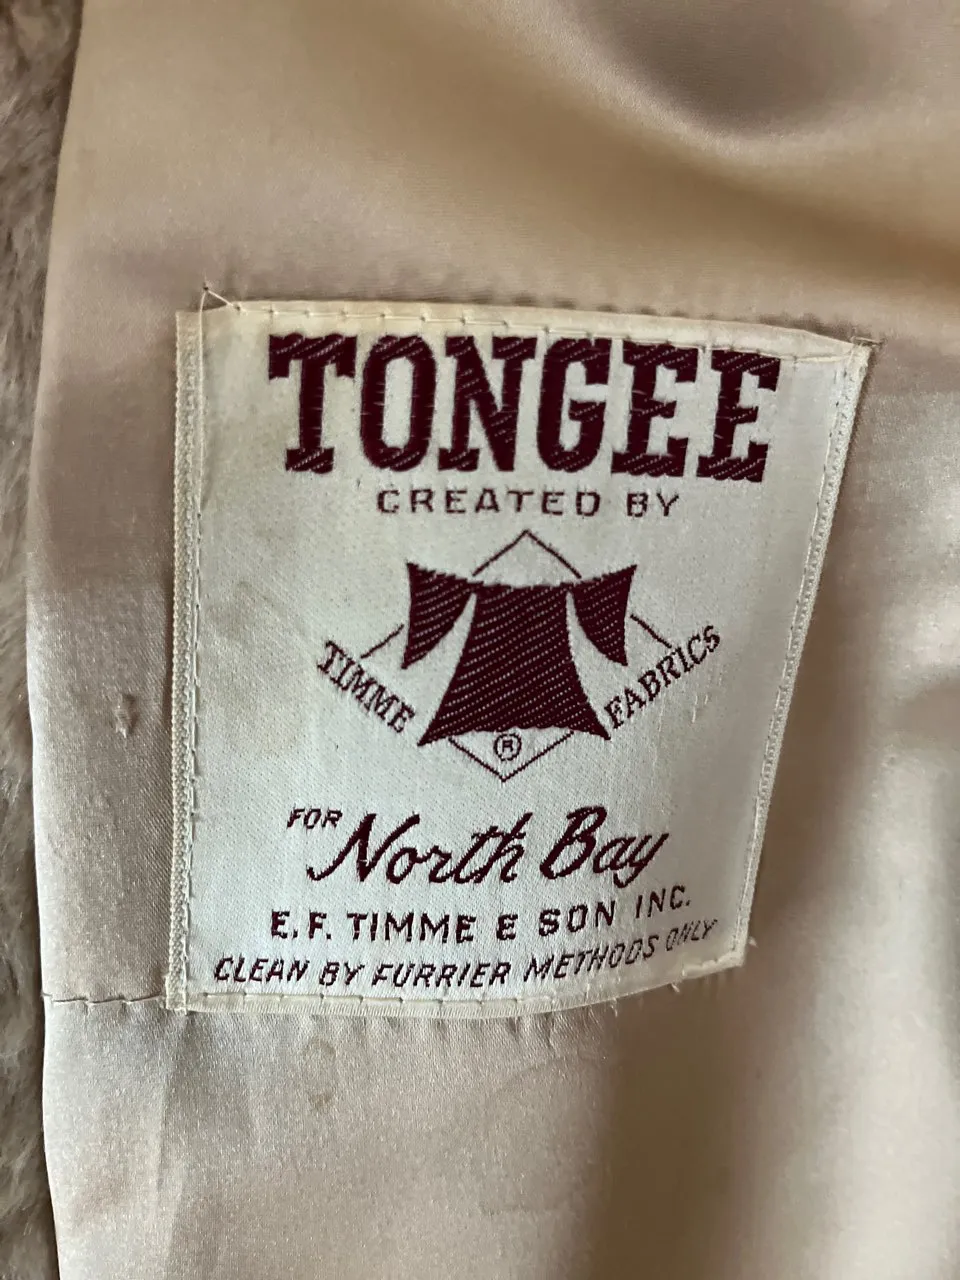 TONGEE
CREATED BY
TIMME FABRICS
®
FOR North Bay
E. F. TIMME & SON INC.
CLEAN BY FURRIER METHODS ONLY